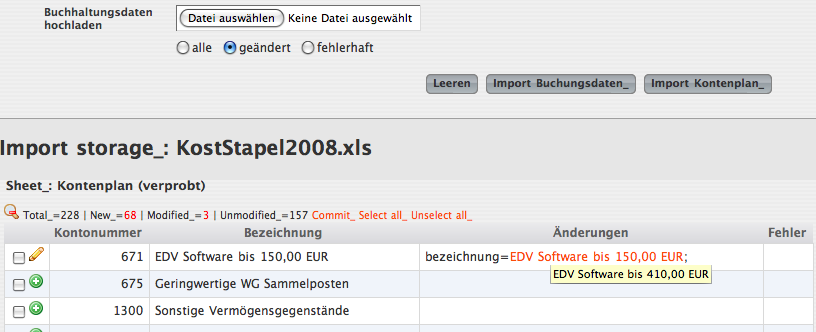 Buchhaltungsdaten
hochladen
Datei auswählen Keine Datei ausgewählt
alle geändert fehlerhaft
Leeren Import Buchungsdaten_ Import Kontenplan_
Import storage_: KostStapel2008.xls
Sheet_: Kontenplan (verprobt)
Total_=228 | New_=68 | Modified_=3 | Unmodified_=157 Commit_ Select all_ Unselect all_
Kontonummer Bezeichnung Änderungen Fehler
671 EDV Software bis 150,00 EUR bezeichnung=EDV Software bis 150,00 EUR;
EDV Software bis 410,00 EUR
675 Geringwertige WG Sammelposten
1300 Sonstige Vermögensgegenstände